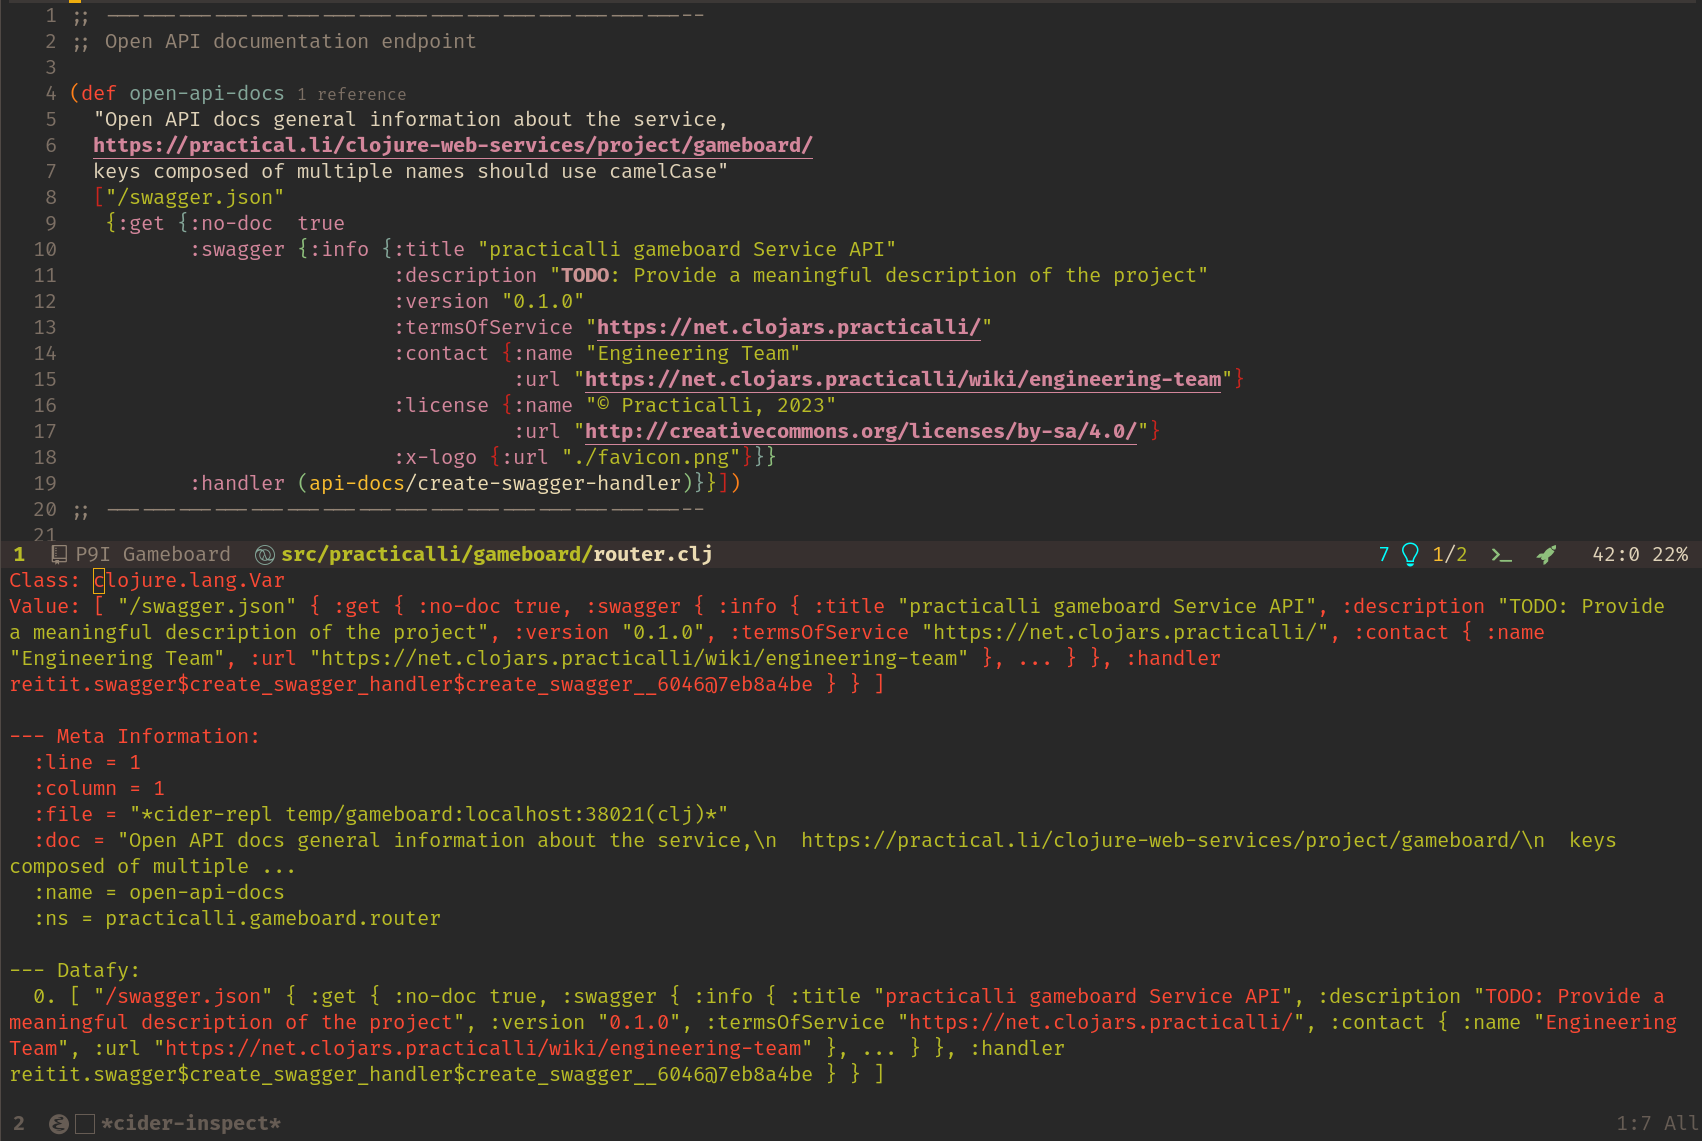 1 ;; ------------------------------------------------
2 ;; Open API documentation endpoint
3
4 (def open-api-docs 1 reference
5   "Open API docs general information about the service,
6   https://practical.li/clojure-web-services/project/gameboard/
7   keys composed of multiple names should use camelCase"
8   ["/swagger.json"
9    {:get {:no-doc  true
10          :swagger {:info {:title "practicalli gameboard Service API"
11                           :description "TODO: Provide a meaningful description of the project"
12                           :version "0.1.0"
13                           :termsOfService "https://net.clojars.practicalli/"
14                           :contact {:name "Engineering Team"
15                                     :url "https://net.clojars.practicalli/wiki/engineering-team"}
16                           :license {:name "© Practicalli, 2023"
17                                     :url "http://creativecommons.org/licenses/by-sa/4.0/"}
18                           :x-logo {:url "./favicon.png"}}}
19          :handler (api-docs/create-swagger-handler)}}])
20 ;; ------------------------------------------------
21
1 P9I Gameboard src/practicalli/gameboard/router.clj 7 1/2 42:0 22%
Class: clojure.lang.Var
Value: [ "/swagger.json" { :get { :no-doc true, :swagger { :info { :title "practicalli gameboard Service API", :description "TODO: Provide
a meaningful description of the project", :version "0.1.0", :termsOfService "https://net.clojars.practicalli/", :contact { :name
"Engineering Team", :url "https://net.clojars.practicalli/wiki/engineering-team" }, ... } }, :handler
reitit.swagger$create_swagger_handler$create_swagger__6046@7eb8a4be } } ]
--- Meta Information:
  :line = 1
  :column = 1
  :file = "*cider-repl temp/gameboard:localhost:38021(clj)*"
  :doc = "Open API docs general information about the service,\n  https://practical.li/clojure-web-services/project/gameboard/\n  keys
composed of multiple ...
  :name = open-api-docs
  :ns = practicalli.gameboard.router
--- Datafy:
  0. [ "/swagger.json" { :get { :no-doc true, :swagger { :info { :title "practicalli gameboard Service API", :description "TODO: Provide a
meaningful description of the project", :version "0.1.0", :termsOfService "https://net.clojars.practicalli/", :contact { :name "Engineering
Team", :url "https://net.clojars.practicalli/wiki/engineering-team" }, ... } }, :handler
reitit.swagger$create_swagger_handler$create_swagger__6046@7eb8a4be } } ]
2 *cider-inspect* 1:7 All